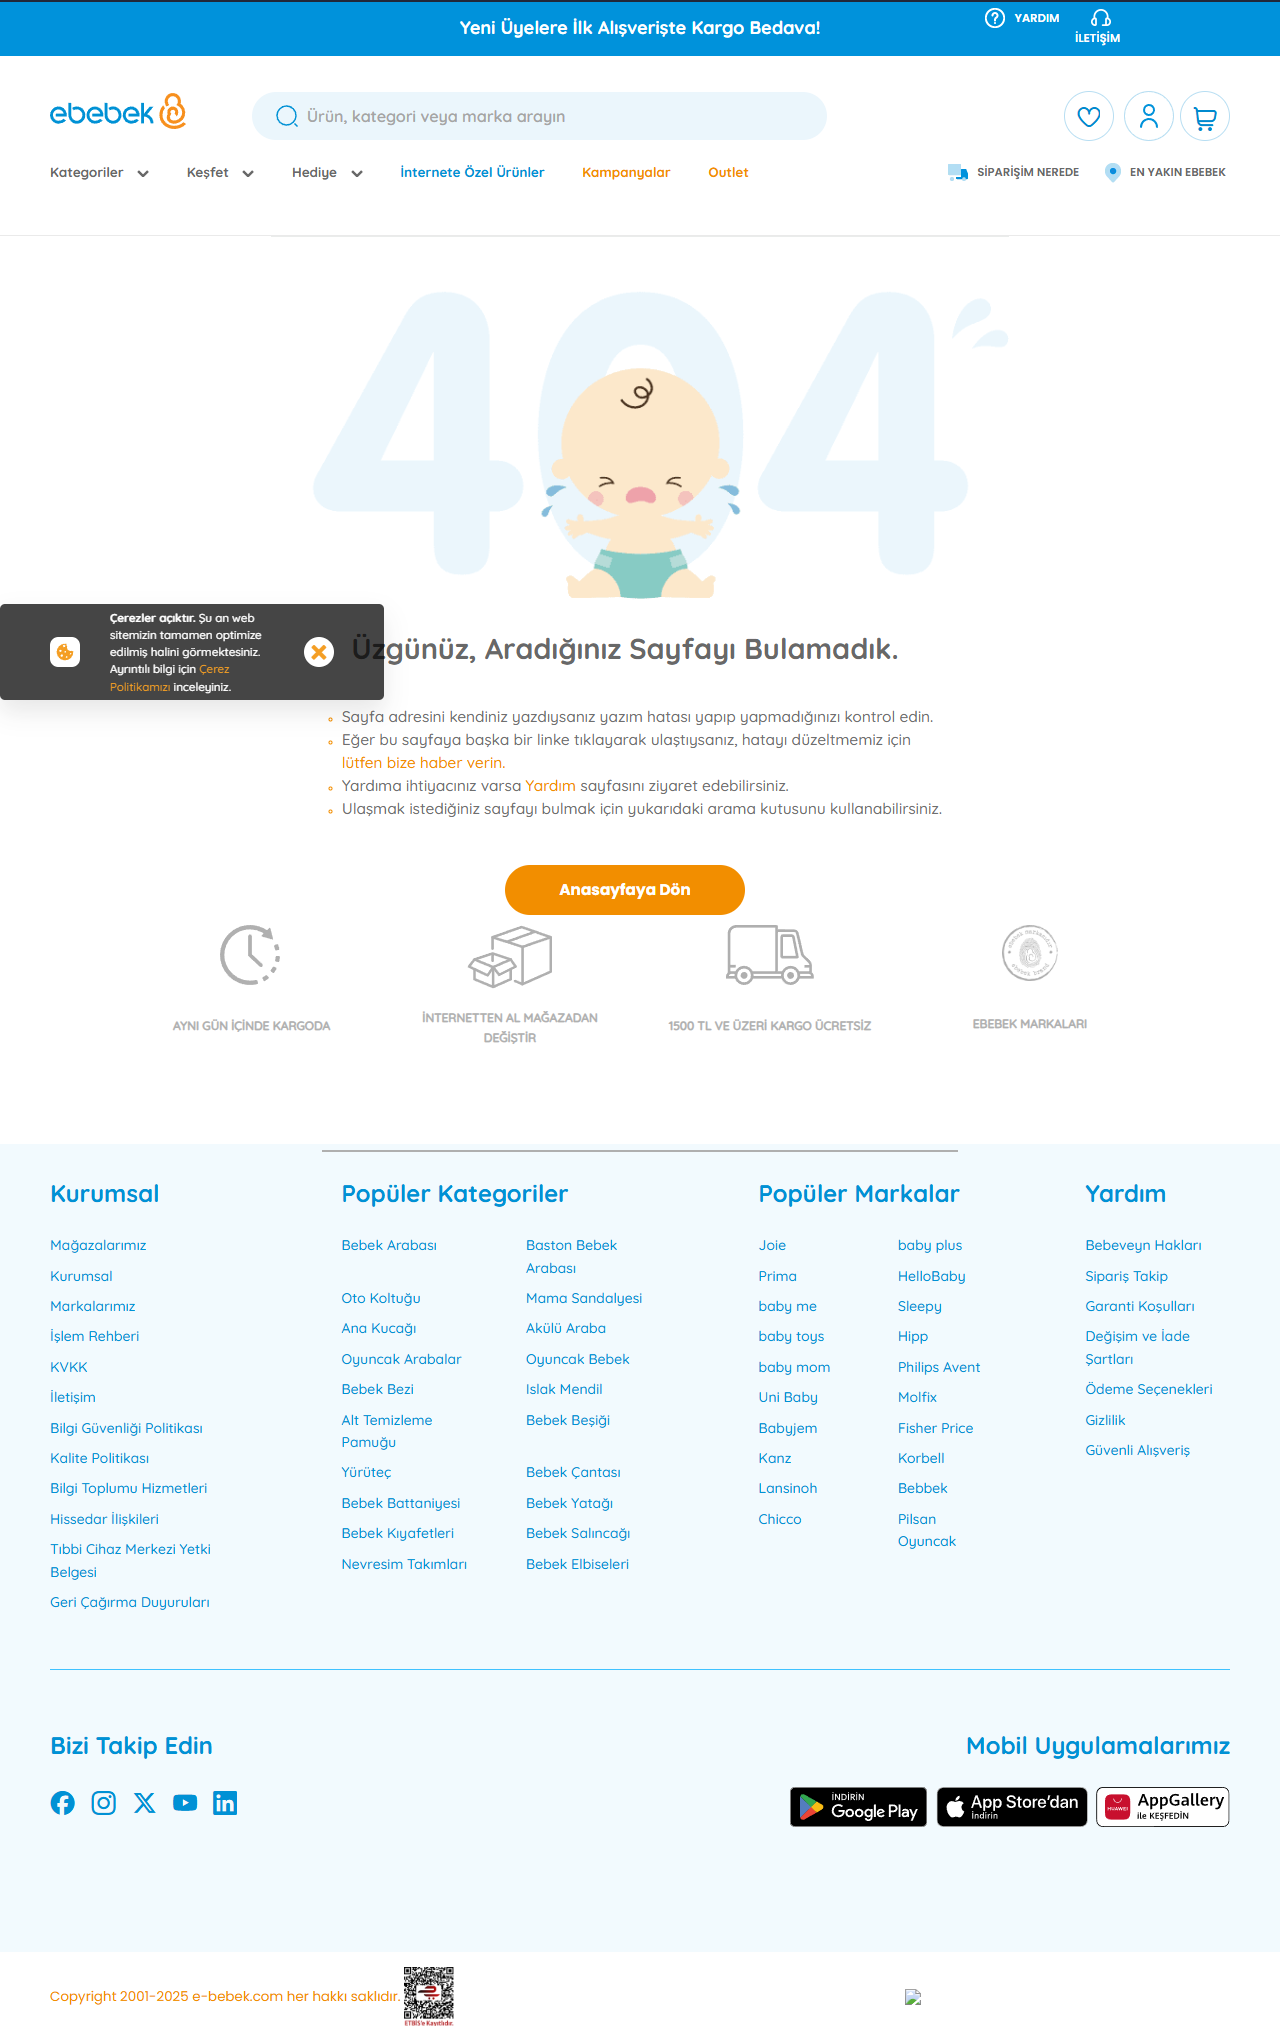 Yeni Üyelere İlk Alışverişte Kargo Bedava!
YARDIM
İLETİŞİM
ebebek
Ürün, kategori veya marka arayın
Kategoriler
Keşfet
Hediye
İnternete Özel Ürünler
Kampanyalar
Outlet
SİPARİŞİM NEREDE
EN YAKIN EBEBEK
404
Çerezler açıktır. Şu an web
sitemizin tamamen optimize
edilmiş halini görmektesiniz.
Ayrıntılı bilgi için Çerez
Politikamızı inceleyiniz.
Üzgünüz, Aradığınız Sayfayı Bulamadık.
Sayfa adresini kendiniz yazdıysanız yazım hatası yapıp yapmadığınızı kontrol edin.
Eğer bu sayfaya başka bir linke tıklayarak ulaştıysanız, hatayı düzeltmemiz için
lütfen bize haber verin.
Yardıma ihtiyacınız varsa Yardım sayfasını ziyaret edebilirsiniz.
Ulaşmak istediğiniz sayfayı bulmak için yukarıdaki arama kutusunu kullanabilirsiniz.
Anasayfaya Dön
AYNI GÜN İÇİNDE KARGODA
İNTERNETTEN AL MAĞAZADAN
DEĞİŞTİR
1500 TL VE ÜZERİ KARGO ÜCRETSİZ
EBEBEK MARKALARI
Kurumsal
Mağazalarımız
Kurumsal
Markalarımız
İşlem Rehberi
KVKK
İletişim
Bilgi Güvenliği Politikası
Kalite Politikası
Bilgi Toplumu Hizmetleri
Hissedar İlişkileri
Tıbbi Cihaz Merkezi Yetki
Belgesi
Geri Çağırma Duyuruları
Popüler Kategoriler
Bebek Arabası
Oto Koltuğu
Ana Kucağı
Oyuncak Arabalar
Bebek Bezi
Alt Temizleme
Pamuğu
Yürüteç
Bebek Battaniyesi
Bebek Kıyafetleri
Nevresim Takımları
Baston Bebek
Arabası
Mama Sandalyesi
Akülü Araba
Oyuncak Bebek
Islak Mendil
Bebek Beşiği
Bebek Çantası
Bebek Yatağı
Bebek Salıncağı
Bebek Elbiseleri
Popüler Markalar
Joie
Prima
baby me
baby toys
baby mom
Uni Baby
Babyjem
Kanz
Lansinoh
Chicco
baby plus
HelloBaby
Sleepy
Hipp
Philips Avent
Molfix
Fisher Price
Korbell
Bebbek
Pilsan
Oyuncak
Yardım
Bebeveyn Hakları
Sipariş Takip
Garanti Koşulları
Değişim ve İade
Şartları
Ödeme Seçenekleri
Gizlilik
Güvenli Alışveriş
Bizi Takip Edin
Mobil Uygulamalarımız
İNDİRİN
Google Play
App Store'dan
İndirin
HUAWEI
AppGallery
ile KEŞFEDİN
Copyright 2001-2025 e-bebek.com her hakkı saklıdır.
ETBİS'e Kayıtlıdır.